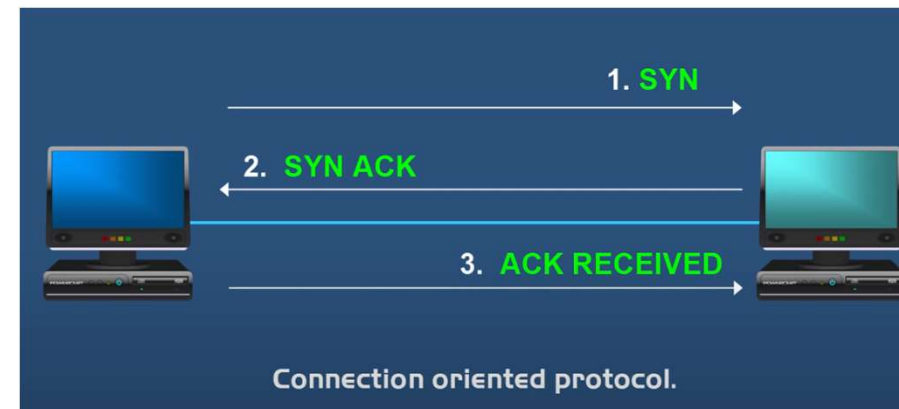 1. SYN
2. SYN ACK
3. ACK RECEIVED
Connection oriented protocol.